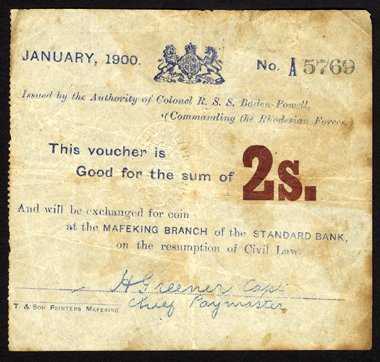 JANUARY, 1900. No. A 5769
Issued by the Authority of Colonel R. S. S. Baden-Powell,
(Commanding the Rhodesian Forces.)
This voucher is
Good for the sum of 2s.
And will be exchanged for coin
at the MAFEKING BRANCH of the STANDARD BANK,
on the resumption of Civil Law.
H Greener Capt
Chief Paymaster
T & SON PRINTERS MAFEKING